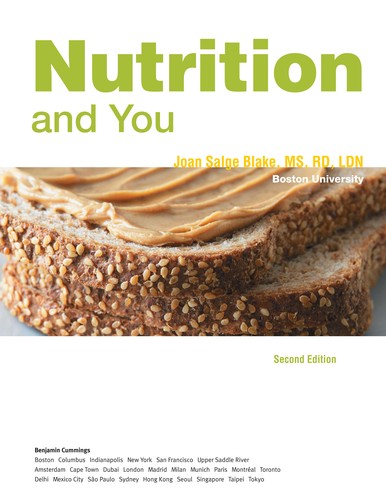 Nutrition
and You
Joan Salge Blake, MS, RD, LDN
Boston University
Second Edition
Benjamin Cummings
Boston Columbus Indianapolis New York San Francisco Upper Saddle River
Amsterdam Cape Town Dubai London Madrid Milan Munich Paris Montréal Toronto
Delhi Mexico City São Paulo Sydney Hong Kong Seoul Singapore Taipei Tokyo